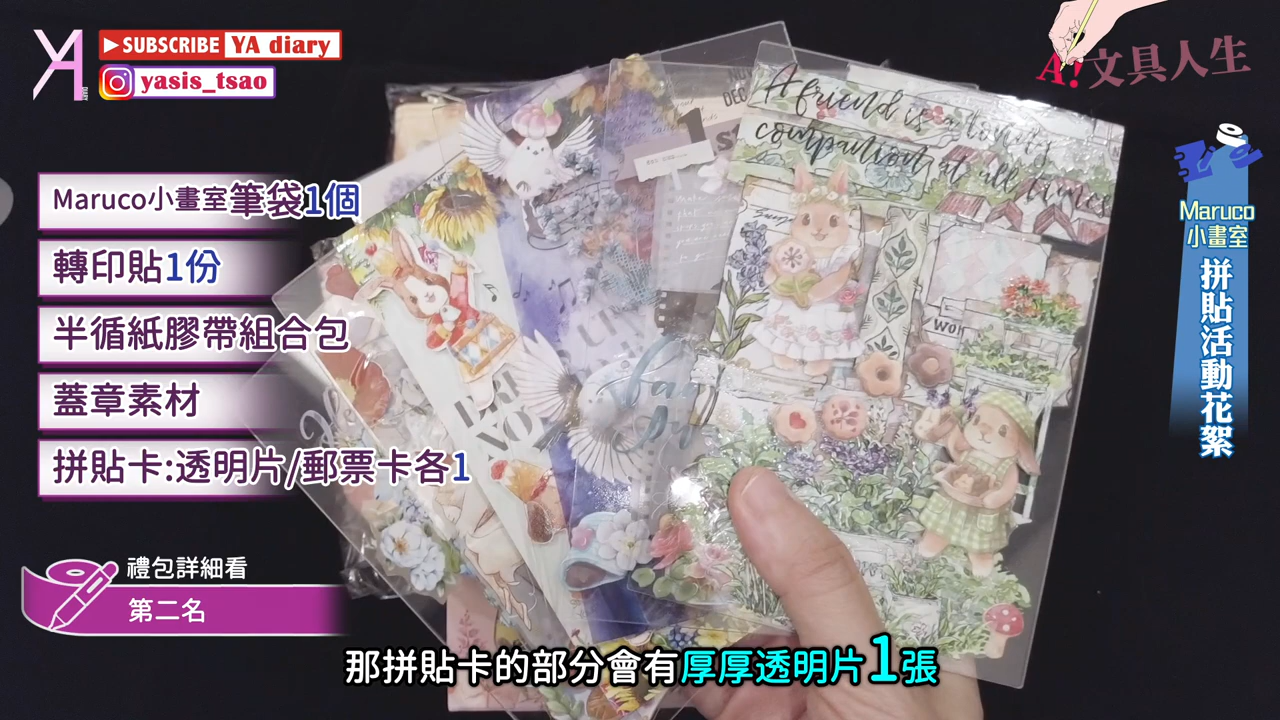 YA
DIARY
SUBSCRIBE YA diary
yasis_tsao
A!文具人生
Maruco
小畫室
拼貼活動花絮
Maruco小畫室筆袋1個
轉印貼1份
半循紙膠帶組合包
蓋章素材
拼貼卡:透明片/郵票卡各1
禮包詳細看
第二名
A friend is a
companion at all
DEC
那拼貼卡的部分會有厚厚透明片1張